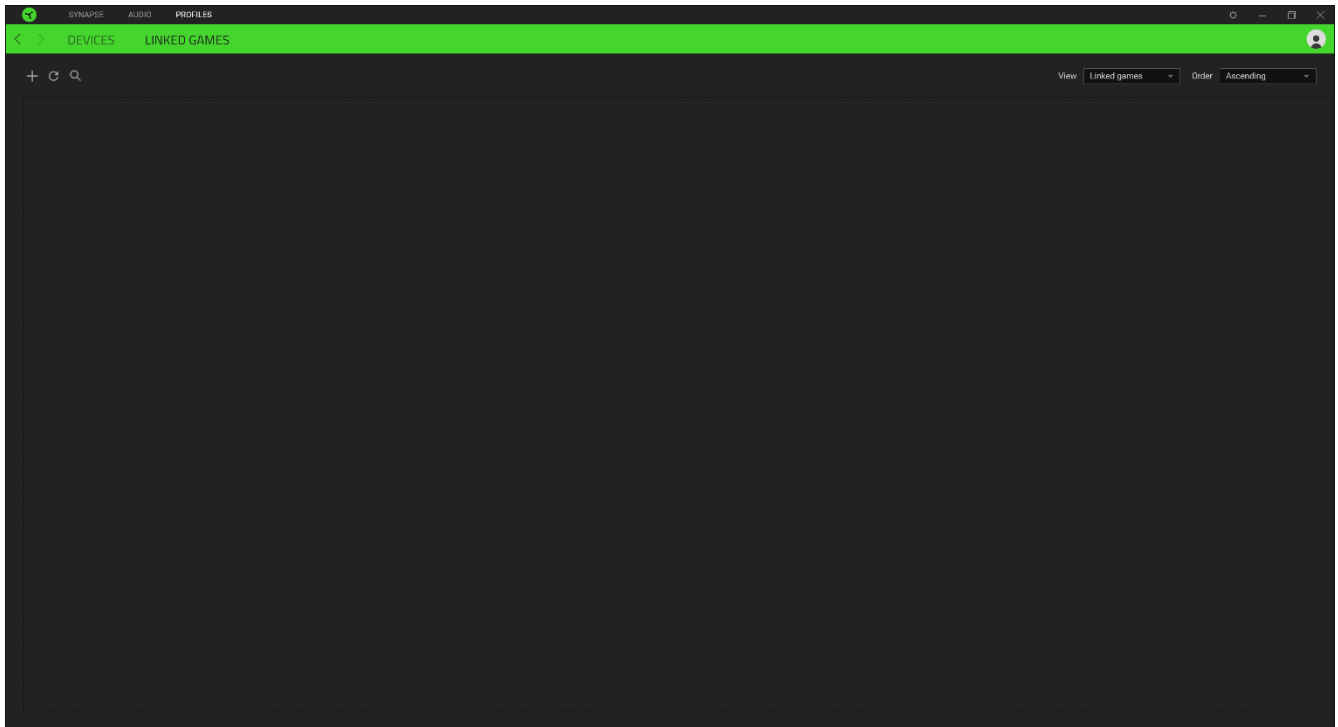 SYNAPSE AUDIO PROFILES
DEVICES LINKED GAMES
View Linked games Order Ascending